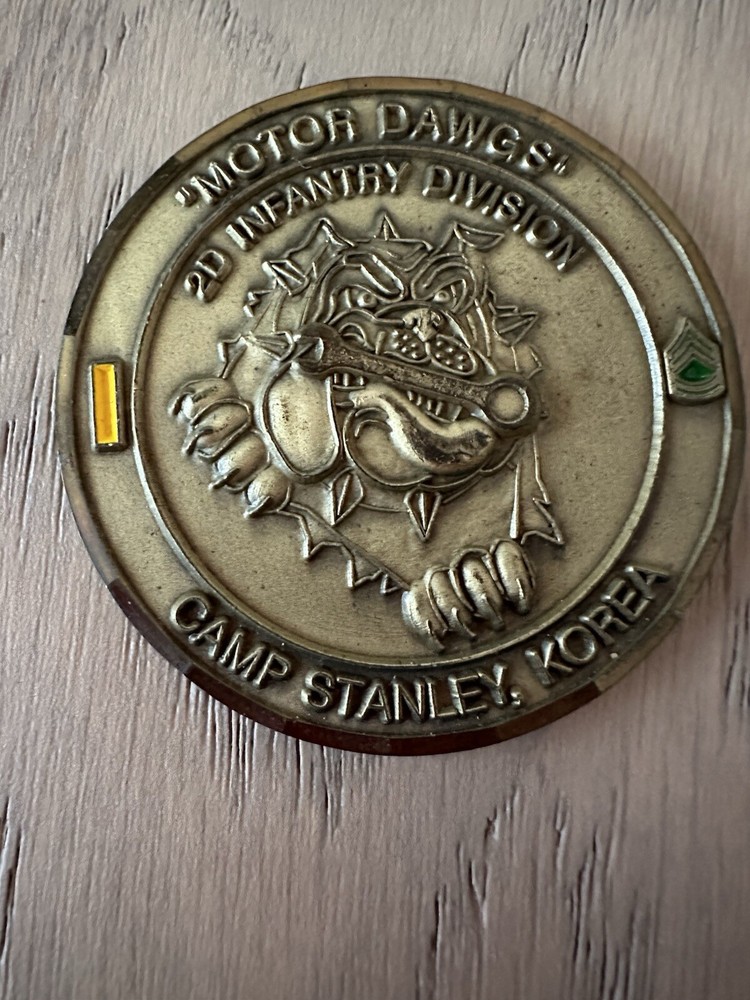 "MOTOR DAWGS"
2D INFANTRY DIVISION
CAMP STANLEY, KOREA